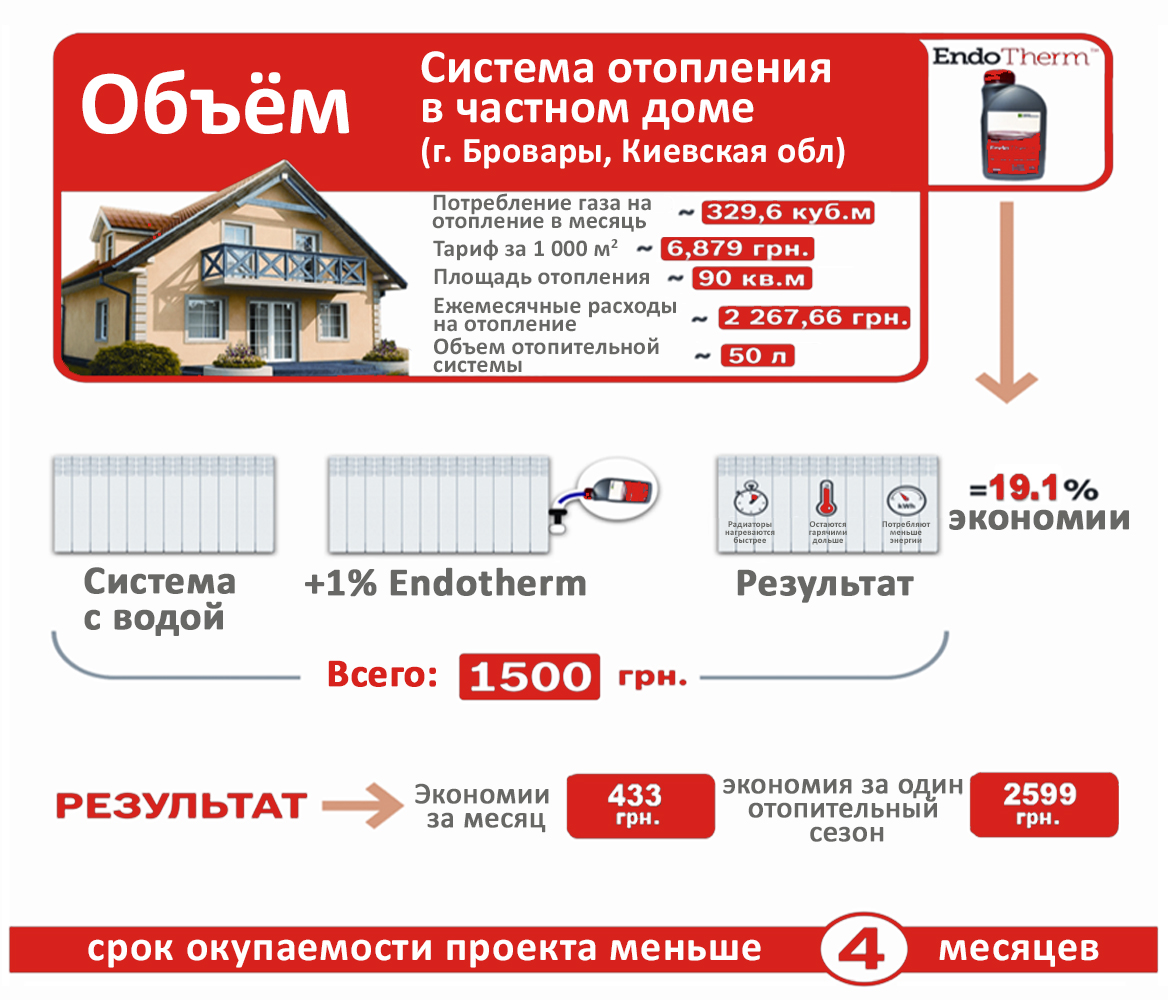 Объём
Система отопления
в частном доме
(г. Бровары, Киевская обл)
EndoTherm™
Потребление газа на
отопление в месяць ~ 329,6 куб.м
Тариф за 1 000 м² ~ 6,879 грн.
Площадь отопления ~ 90 кв.м
Ежемесячные расходы
на отопление ~ 2 267,66 грн.
Объем отопительной
системы ~ 50 л
Радиаторы
нагреваются
быстрее
Остаются
гарячими
дольше
kWh
Потребляют
меньше
энергии
=19.1%
экономии
Система
с водой
+1% Endotherm
Результат
Всего: 1500 грн.
РЕЗУЛЬТАТ
Экономии
за месяц
433
грн.
экономия за один
отопительный
сезон
2599
грн.
срок окупаемости проекта меньше 4 месяцев